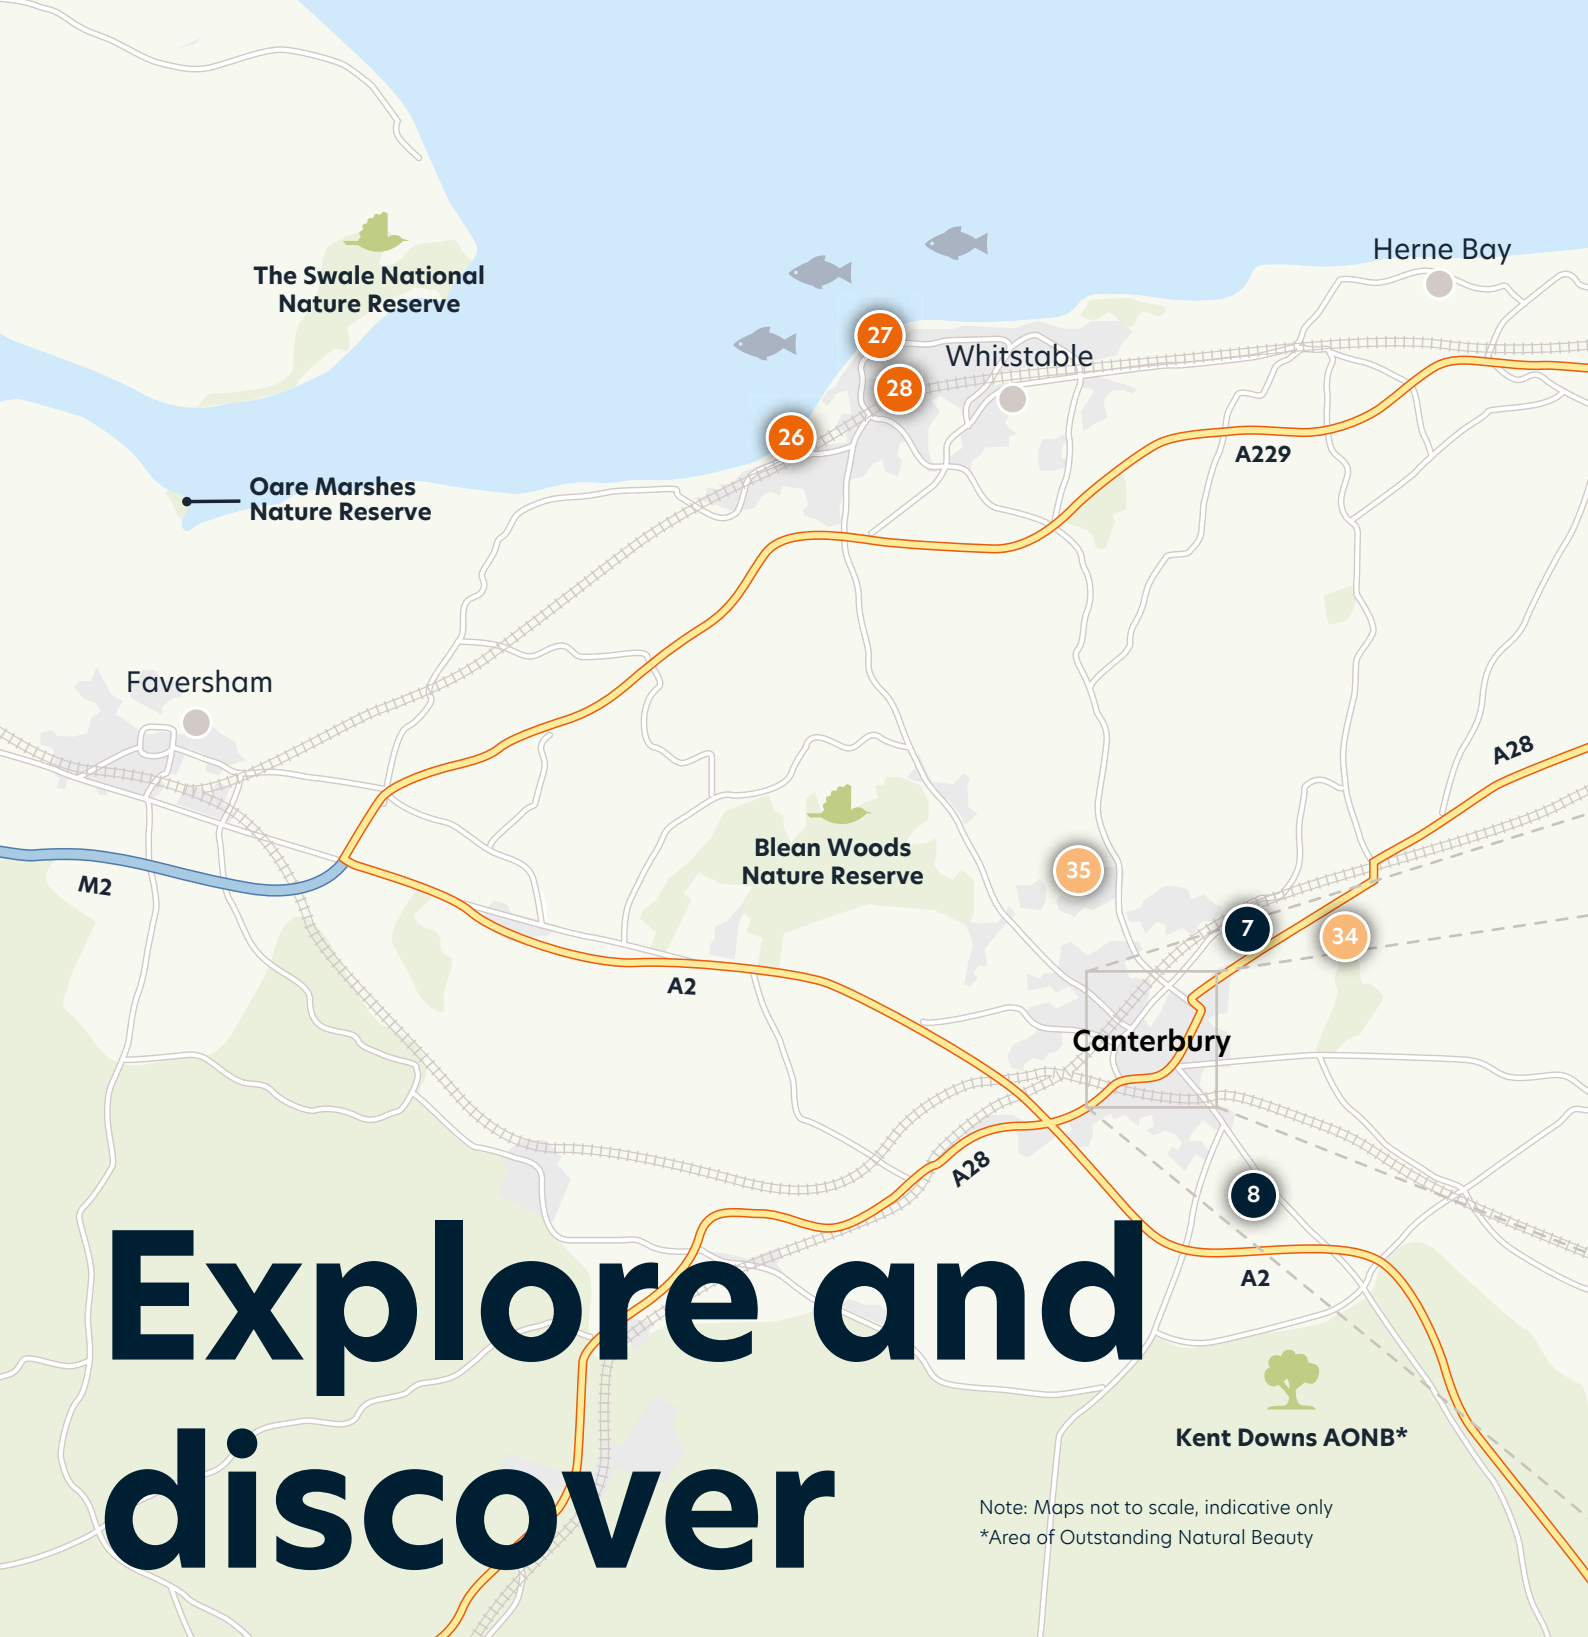 Herne Bay
The Swale National
Nature Reserve
27
Whitstable
28
26
A229
Oare Marshes
Nature Reserve
Faversham
A28
Blean Woods
Nature Reserve
35
M2
7
34
A2
Canterbury
A28
8
Explore and
A2
discover
Kent Downs AONB*
Note: Maps not to scale, indicative only
*Area of Outstanding Natural Beauty